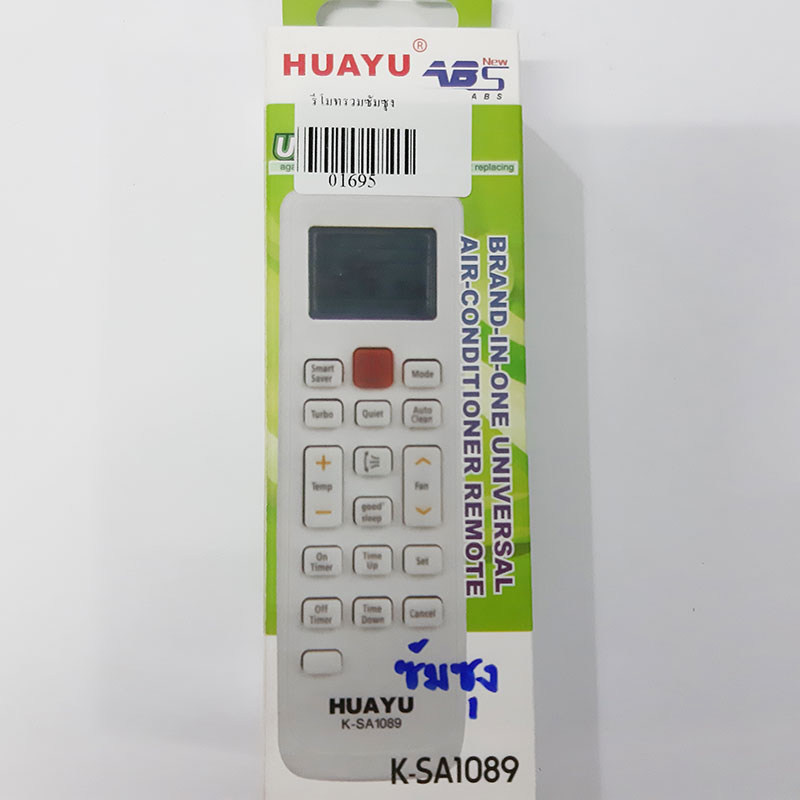 HUAYU®
New
ABS
ABS
รีโมทรวมซัมซุง
01695
U
aga
replacing
BRAND-IN-ONE UNIVERSAL
AIR-CONDITIONER REMOTE
Smart Saver
Mode
Turbo
Quiet
Auto Clean
+
Temp
−
Fan
good' sleep
On Timer
Time Up
Set
Off Timer
Time Down
Cancel
ซัมซุง
HUAYU
K-SA1089
K-SA1089